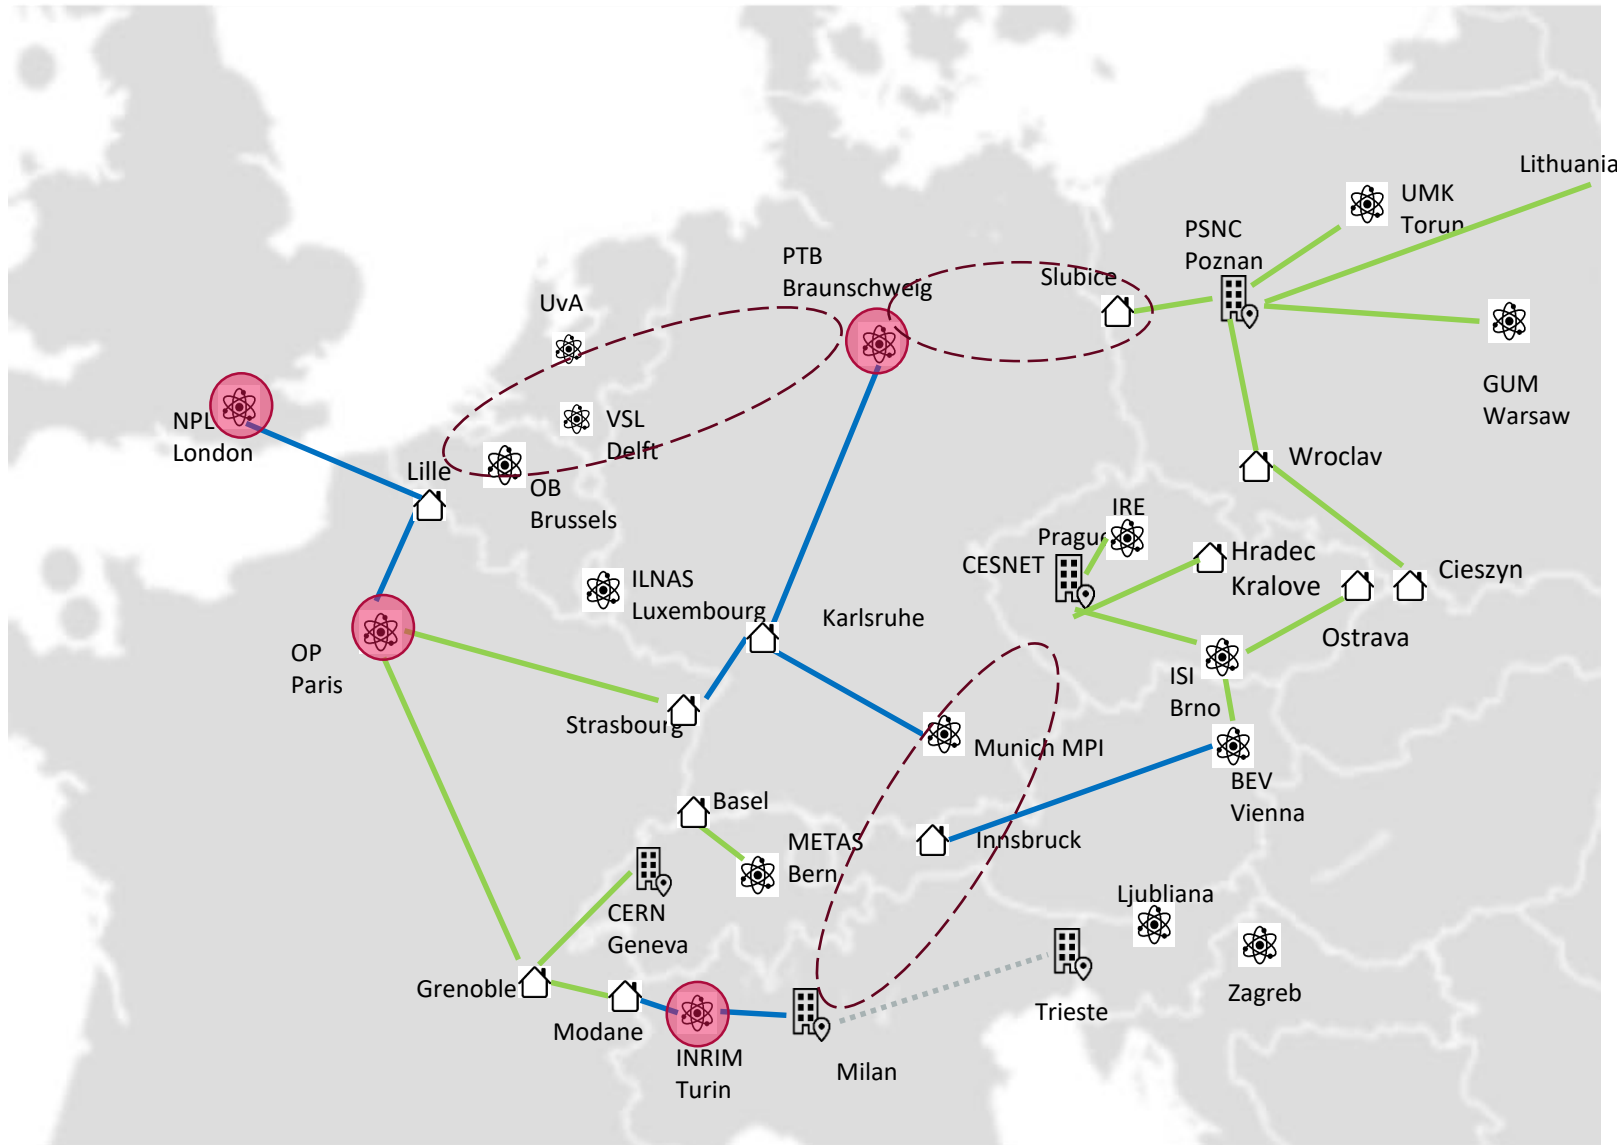 Lithuania
UMK
Torun
PSNC
Poznan
PTB
Braunschweig
Slubice
UvA
GUM
Warsaw
NPL
London
VSL
Delft
Lille
OB
Brussels
Wroclav
IRE
Prague
CESNET
Hradec
Kralove
Cieszyn
ILNAS
Luxembourg
Karlsruhe
Ostrava
OP
Paris
ISI
Brno
Strasbourg
Munich MPI
BEV
Vienna
Basel
METAS
Bern
Innsbruck
Ljubliana
CERN
Geneva
Grenoble
Zagreb
Trieste
Modane
INRIM
Turin
Milan